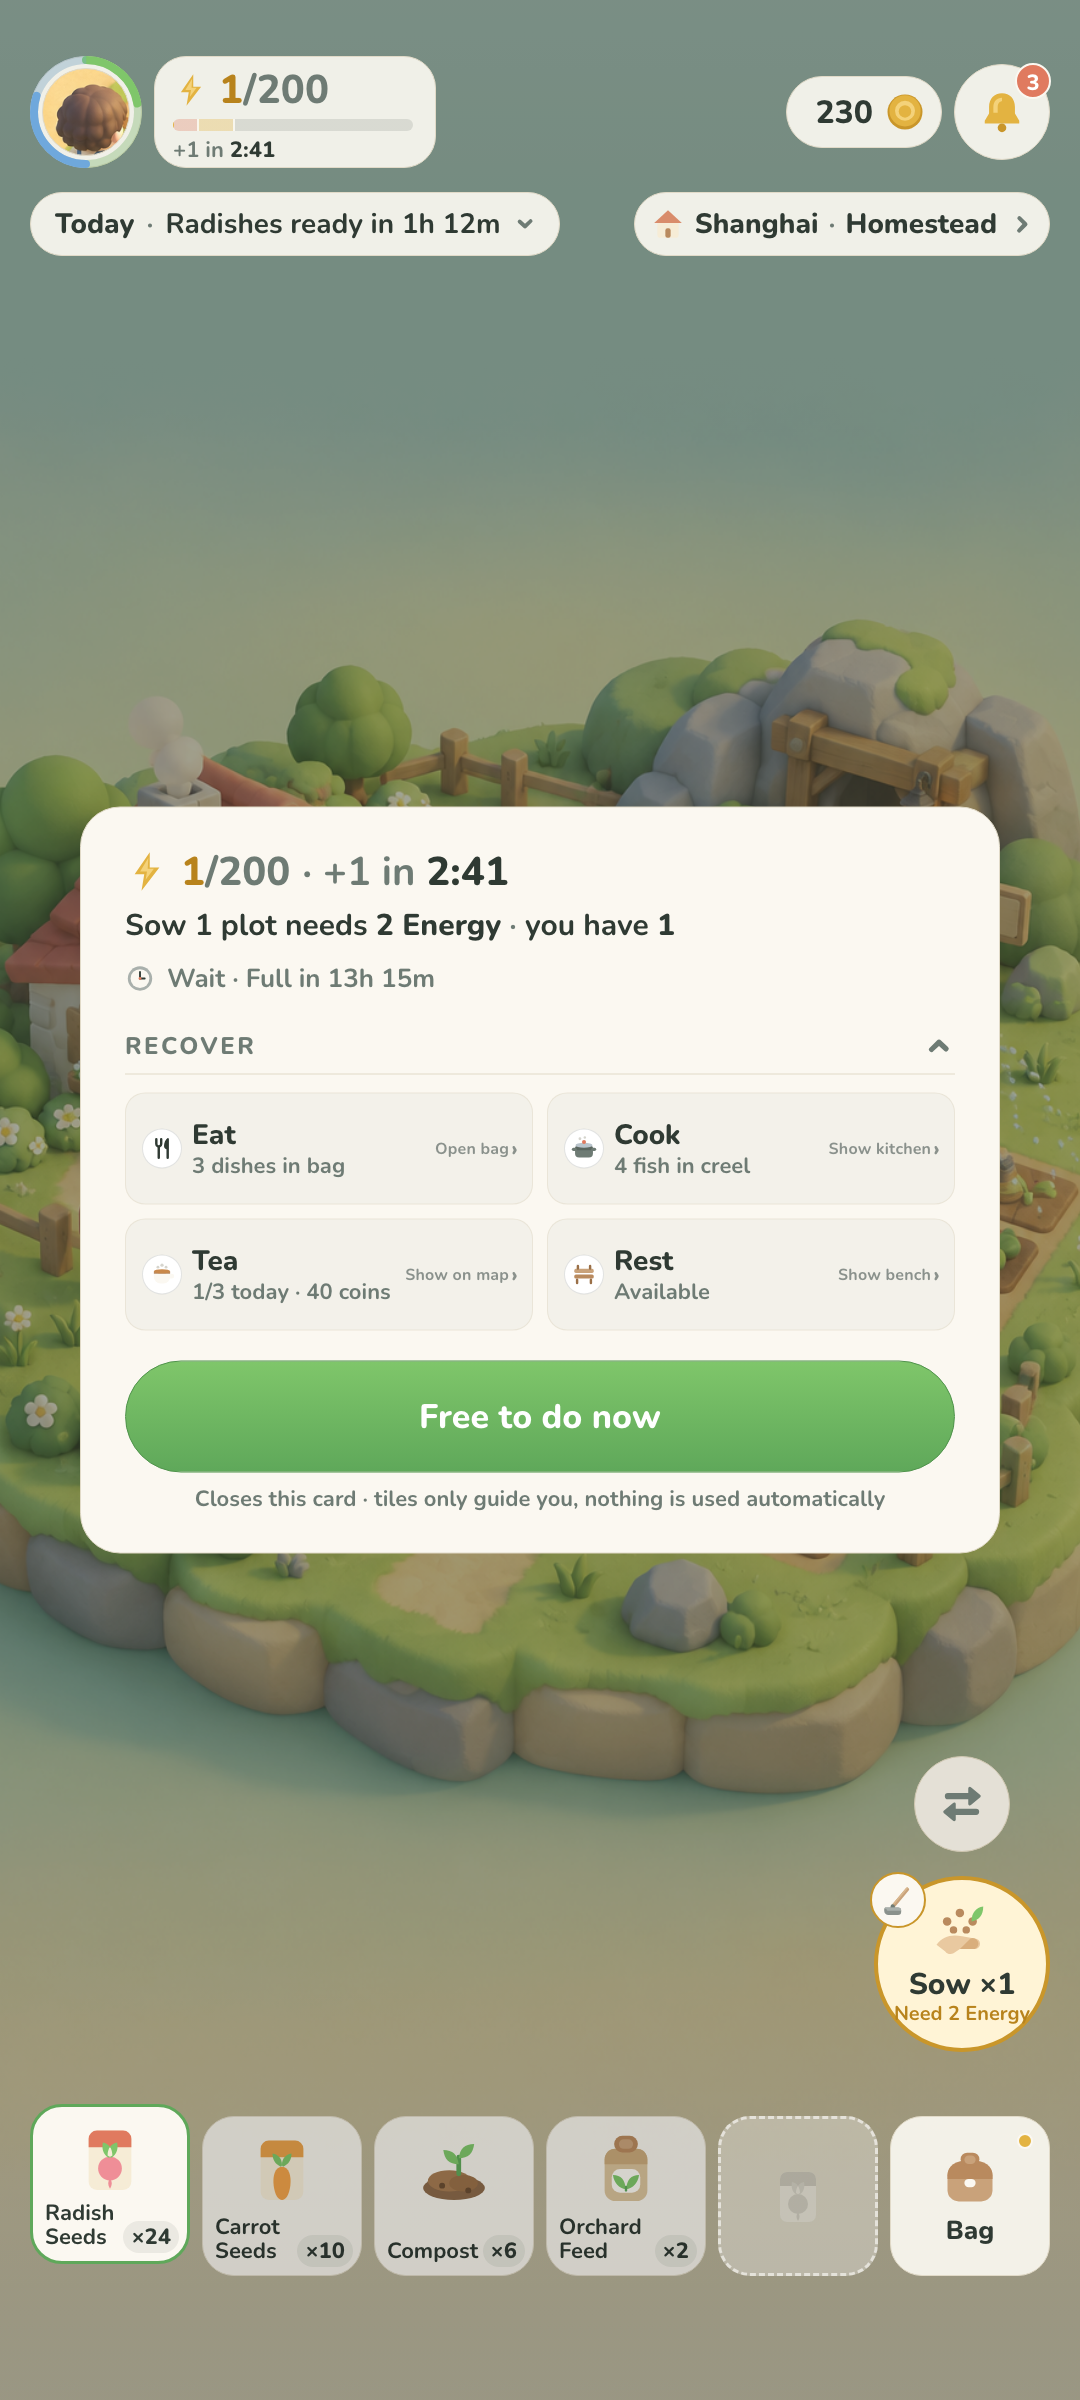 1/200
+1 in 2:41
230
3
Today · Radishes ready in 1h 12m
Shanghai · Homestead
1/200 · +1 in 2:41
Sow 1 plot needs 2 Energy · you have 1
Wait · Full in 13h 15m
RECOVER
Eat
3 dishes in bag
Open bag ›
Cook
4 fish in creel
Show kitchen ›
Tea
1/3 today · 40 coins
Show on map ›
Rest
Available
Show bench ›
Free to do now
Closes this card · tiles only guide you, nothing is used automatically
Sow ×1
Need 2 Energy
Radish
Seeds ×24
Carrot
Seeds ×10
Compost ×6
Orchard
Feed ×2
Bag